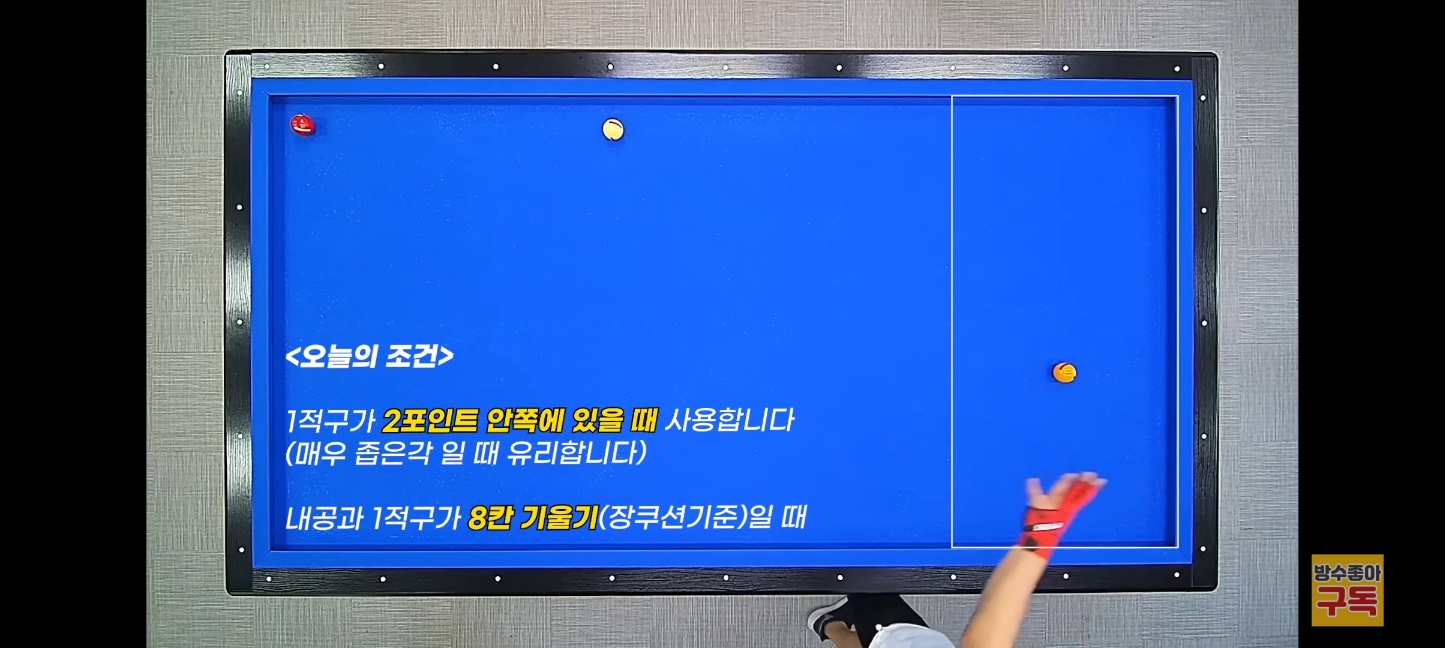 <오늘의 조건>
1적구가 2포인트 안쪽에 있을 때 사용합니다
(매우 좁은각 일 때 유리합니다)
내공과 1적구가 8칸 기울기(장쿠션기준)일 때
방수좋아
구독